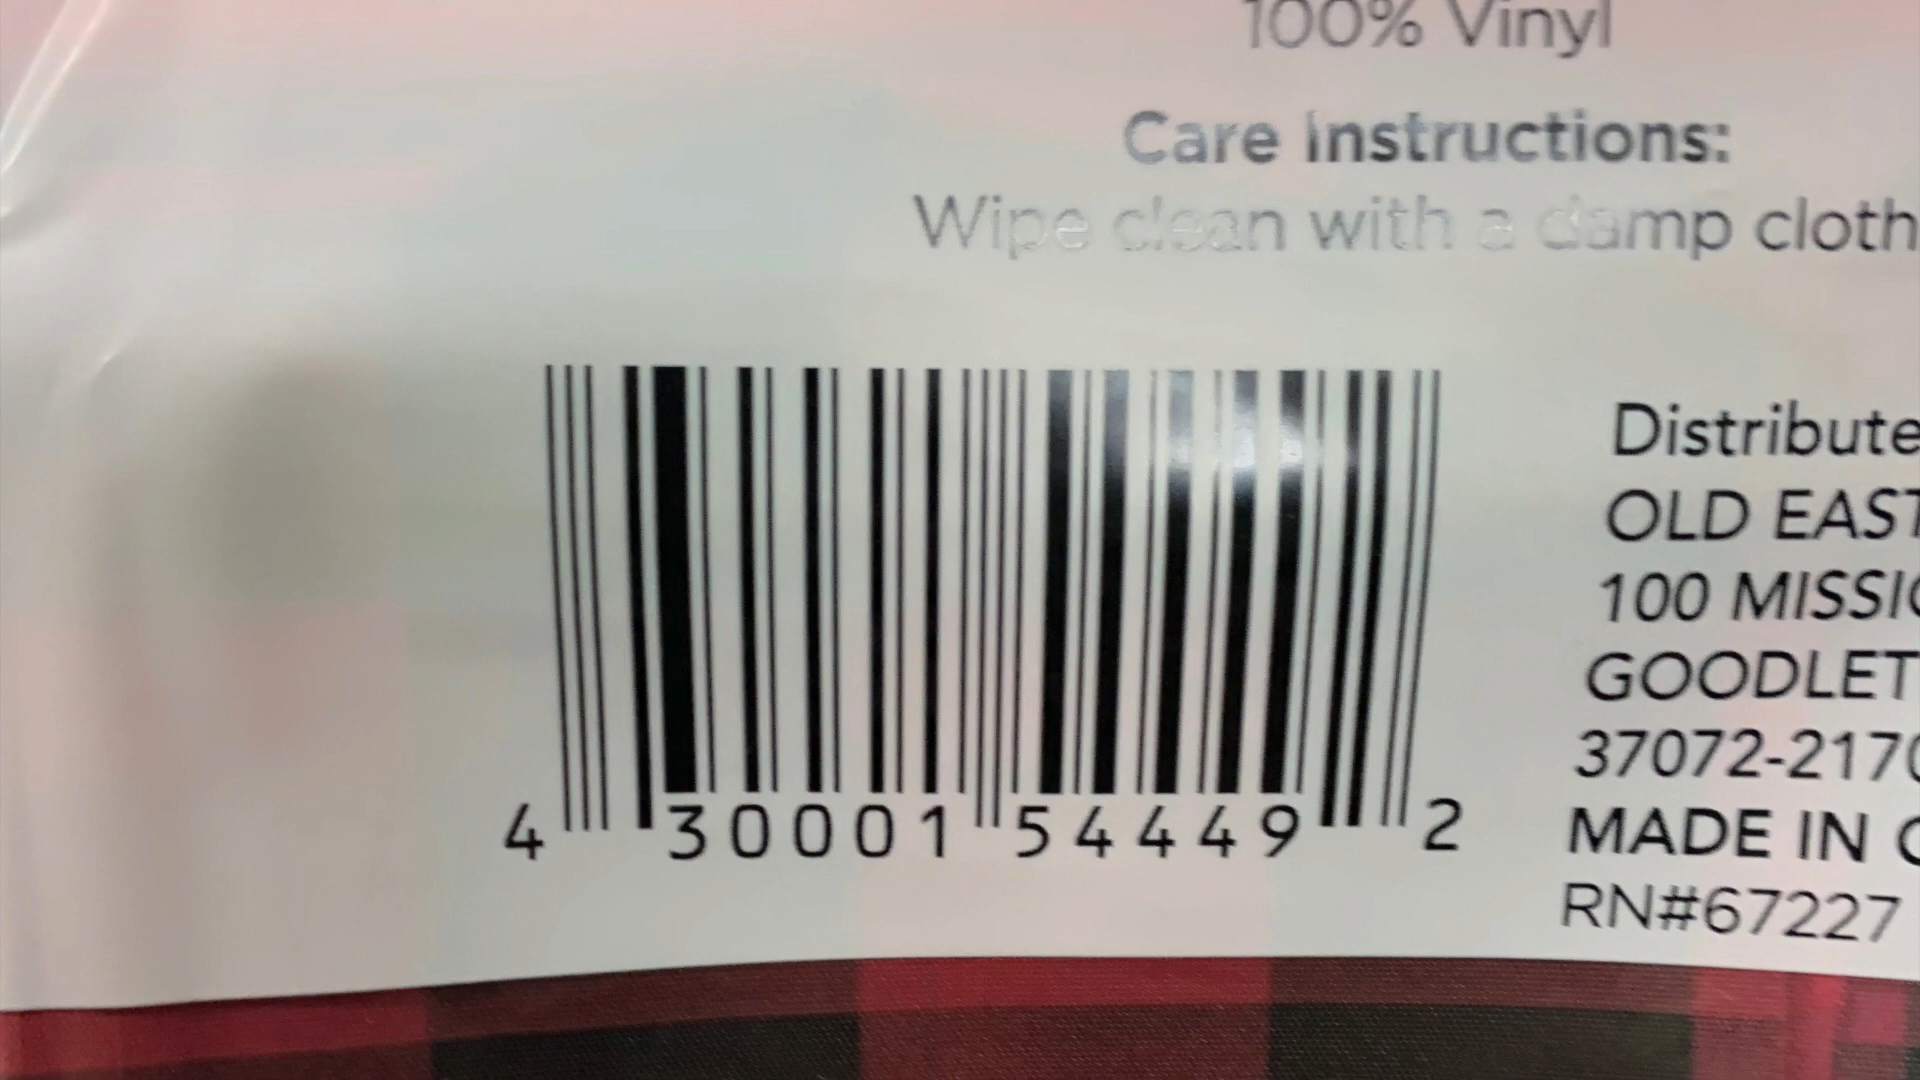 100% Vinyl
Care Instructions:
Wipe clean with a damp cloth
4 30001 54449 2
Distribute
OLD EAST
100 MISSIO
GOODLET
37072-2170
MADE IN C
RN#67227